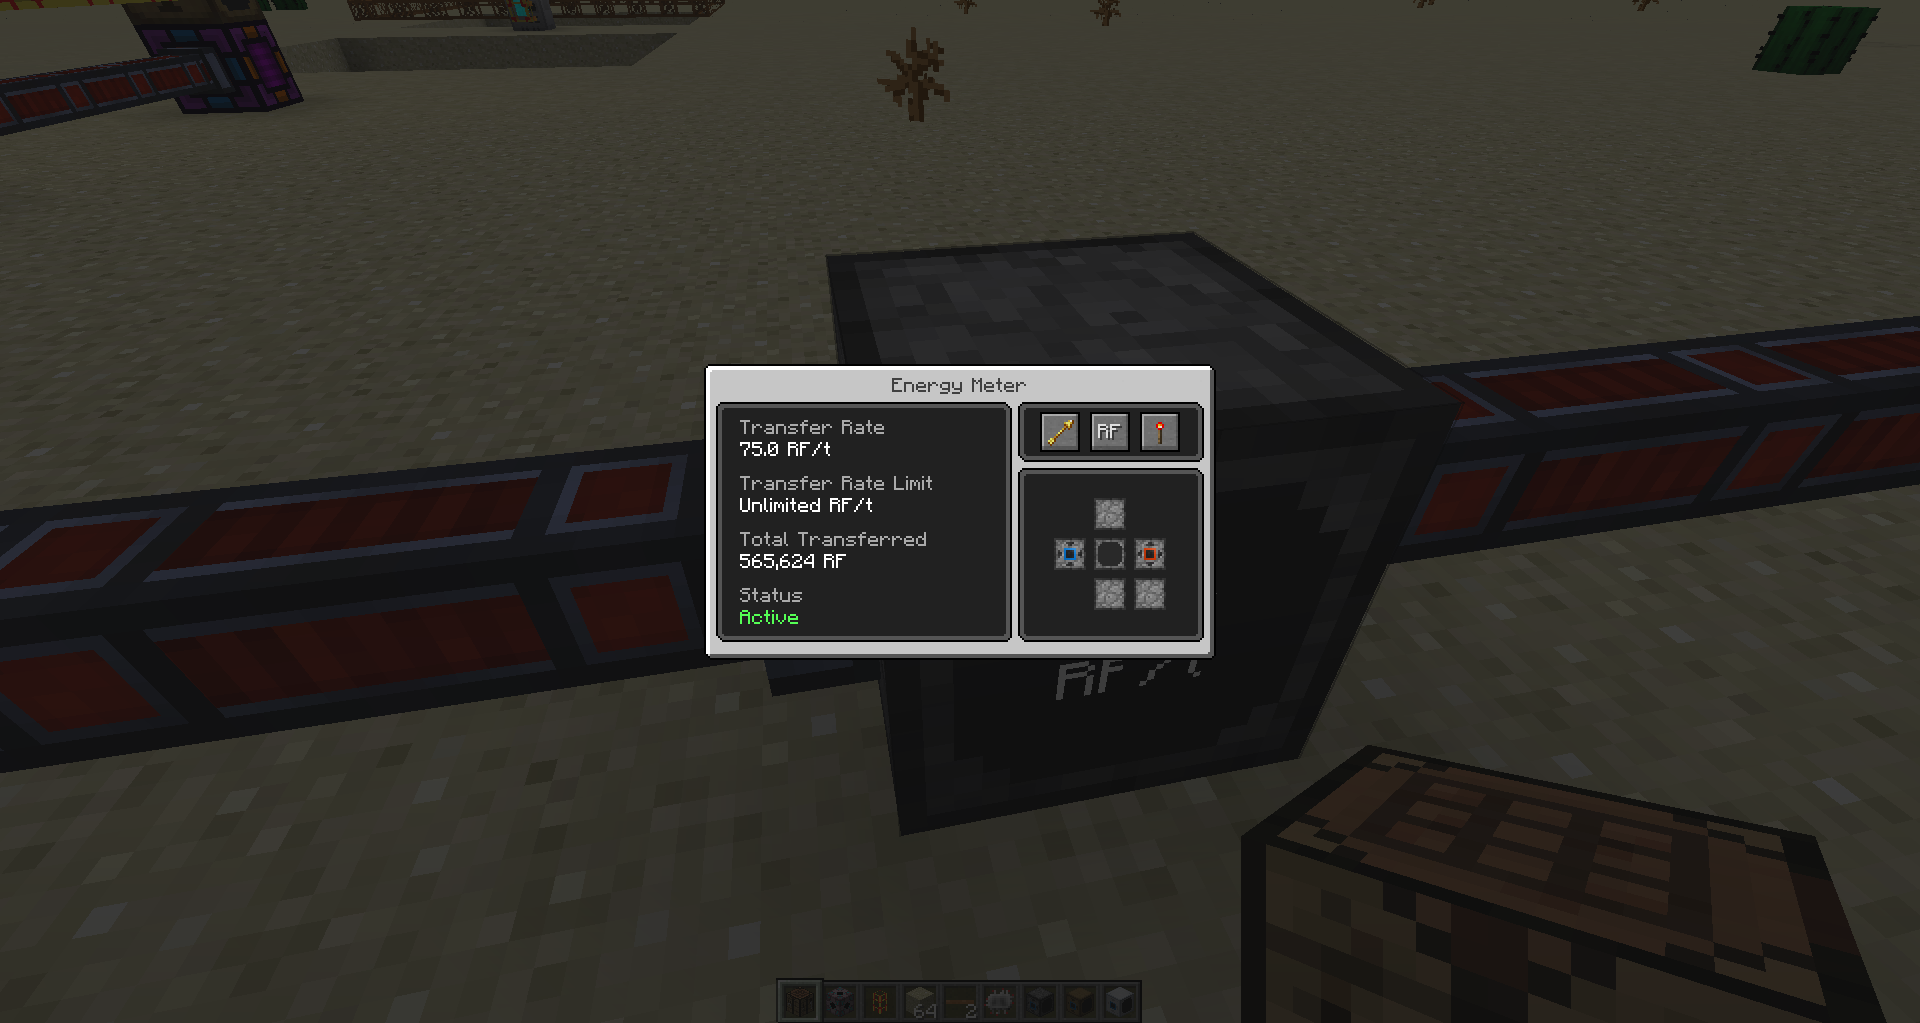 Energy Meter
Transfer Rate
75.0 RF/t
Transfer Rate Limit
Unlimited RF/t
Total Transferred
565,624 RF
Status
Active
RF
RF/t
64
2